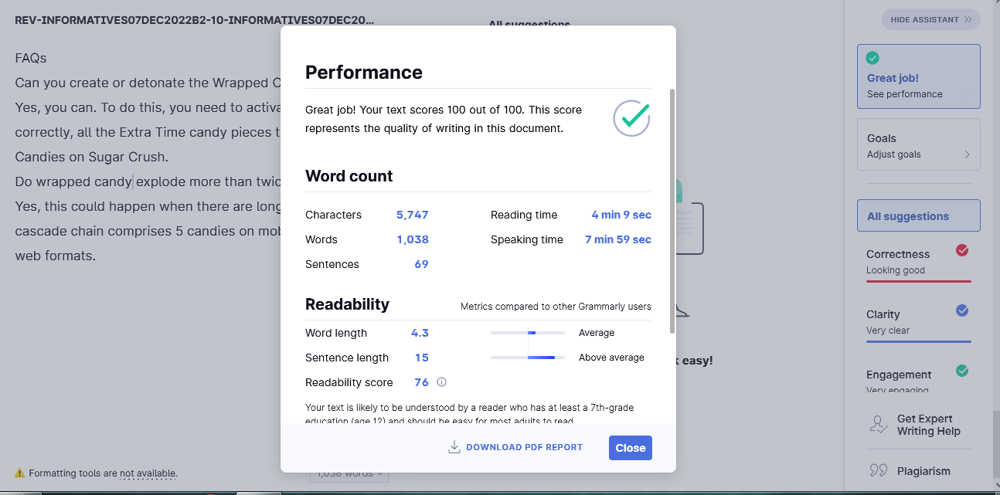 REV-INFORMATIVES07DEC2022B2-10-INFORMATIVES07DEC20...
All suggestions
HIDE ASSISTANT
FAQs
Can you create or detonate the Wrapped
Yes, you can. To do this, you need to
correctly, all the Extra Time candy pieces
Candies on Sugar Crush.
Do wrapped candy explode more than
Yes, this could happen when there are
cascade chain comprises 5 candies on
web formats.
Formatting tools are not available.
1,038 words
Performance
Great job! Your text scores 100 out of 100. This score
represents the quality of writing in this document.
Word count
Characters 5,747 Reading time 4 min 9 sec
Words 1,038 Speaking time 7 min 59 sec
Sentences 69
Readability Metrics compared to other Grammarly users
Word length 4.3 Average
Sentence length 15 Above average
Readability score 76
Your text is likely to be understood by a reader who has at least a 7th-grade
education (age 12) and should be easy for most adults to read.
DOWNLOAD PDF REPORT
Close
easy!
Great job!
See performance
Goals
Adjust goals
All suggestions
Correctness
Looking good
Clarity
Very clear
Engagement
Very engaging
Get Expert
Writing Help
Plagiarism